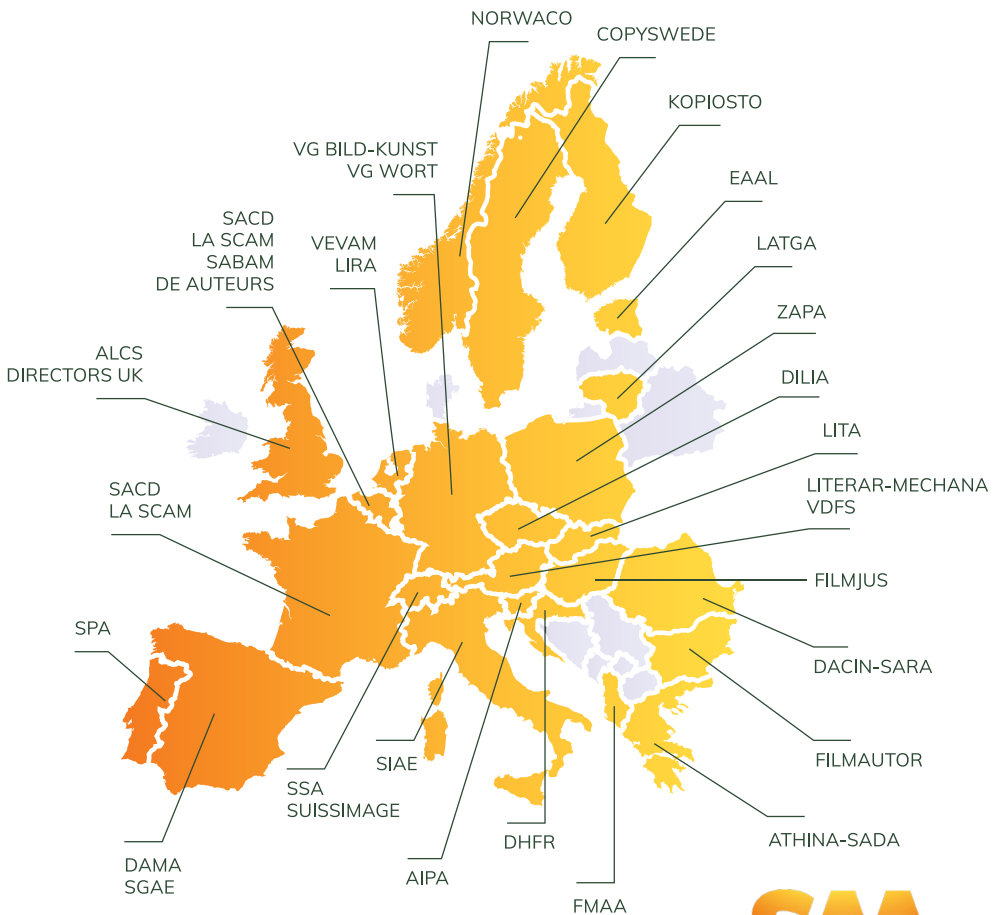 NORWACO
COPYSWEDE
KOPIOSTO
VG BILD-KUNST
VG WORT
EAAL
SACD
LA SCAM
SABAM
DE AUTEURS
VEVAM
LIRA
LATGA
ZAPA
ALCS
DIRECTORS UK
DILIA
LITA
SACD
LA SCAM
LITERAR-MECHANA
VDFS
FILMJUS
SPA
DACIN-SARA
SIAE
FILMAUTOR
SSA
SUISSIMAGE
DHFR
ATHINA-SADA
DAMA
SGAE
AIPA
FMAA
SAA